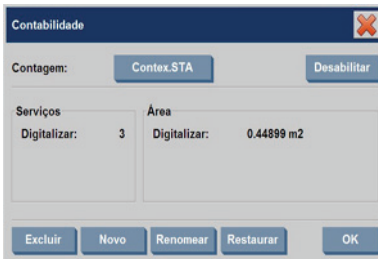 Contabilidade
Contagem: Contex.STA Desabilitar
Serviços Área
Digitalizar: 3 Digitalizar: 0.44899 m2
Excluir Novo Renomear Restaurar OK